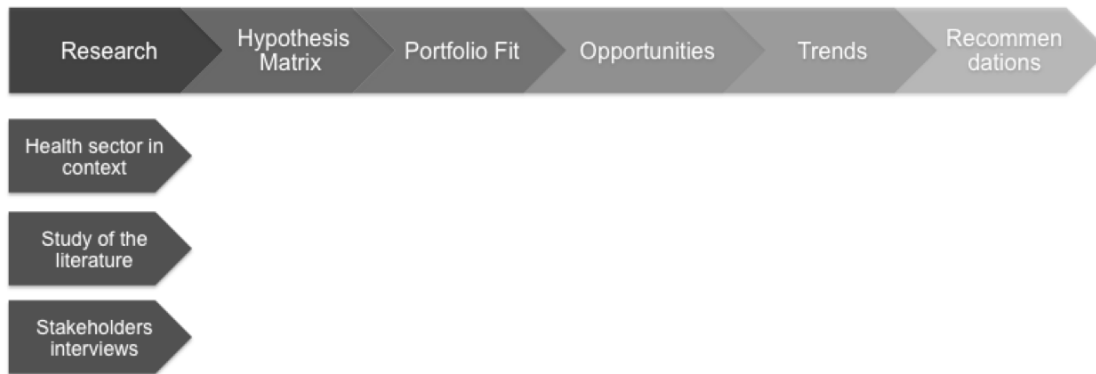 Research
Hypothesis
Matrix
Portfolio Fit
Opportunities
Trends
Recommen
dations
Health sector in
context
Study of the
literature
Stakeholders
interviews